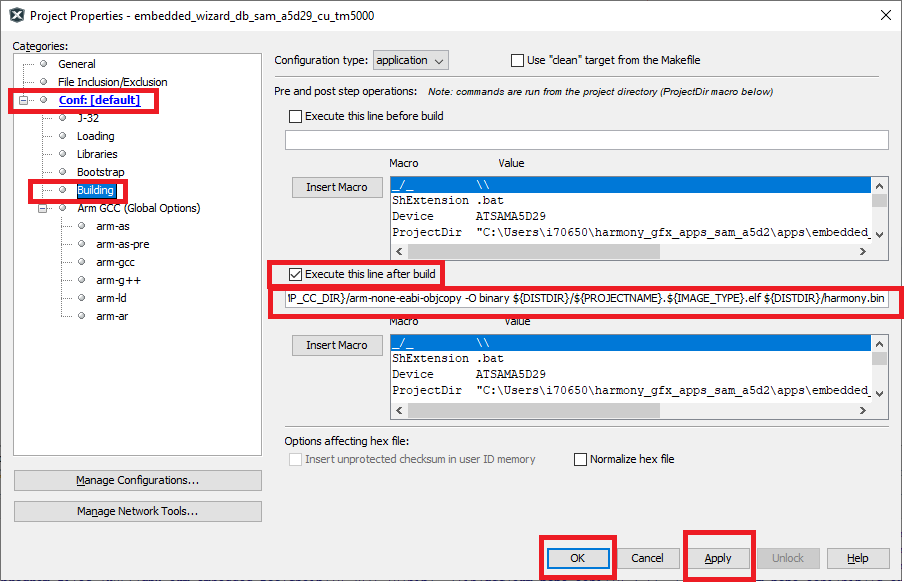 Project Properties - embedded_wizard_db_sam_a5d29_cu_tm5000
Categories:
General
File Inclusion/Exclusion
Conf: [default]
J-32
Loading
Libraries
Bootstrap
Building
Arm GCC (Global Options)
arm-as
arm-as-pre
arm-gcc
arm-g++
arm-ld
arm-ar
Manage Configurations...
Manage Network Tools...
Configuration type: application
Use "clean" target from the Makefile
Pre and post step operations: Note: commands are run from the project directory (ProjectDir macro below)
Execute this line before build
Macro Value
Insert Macro
_/_ \\
ShExtension .bat
Device ATSAMA5D29
ProjectDir "C:\Users\i70650\harmony_gfx_apps_sam_a5d2\apps\embedded_
Execute this line after build
1P_CC_DIR}/arm-none-eabi-objcopy -O binary ${DISTDIR}/${PROJECTNAME}.${IMAGE_TYPE}.elf ${DISTDIR}/harmony.bin
Macro Value
Insert Macro
_/_ \\
ShExtension .bat
Device ATSAMA5D29
ProjectDir "C:\Users\i70650\harmony_gfx_apps_sam_a5d2\apps\embedded_
Options affecting hex file:
Insert unprotected checksum in user ID memory
Normalize hex file
OK Cancel Apply Unlock Help